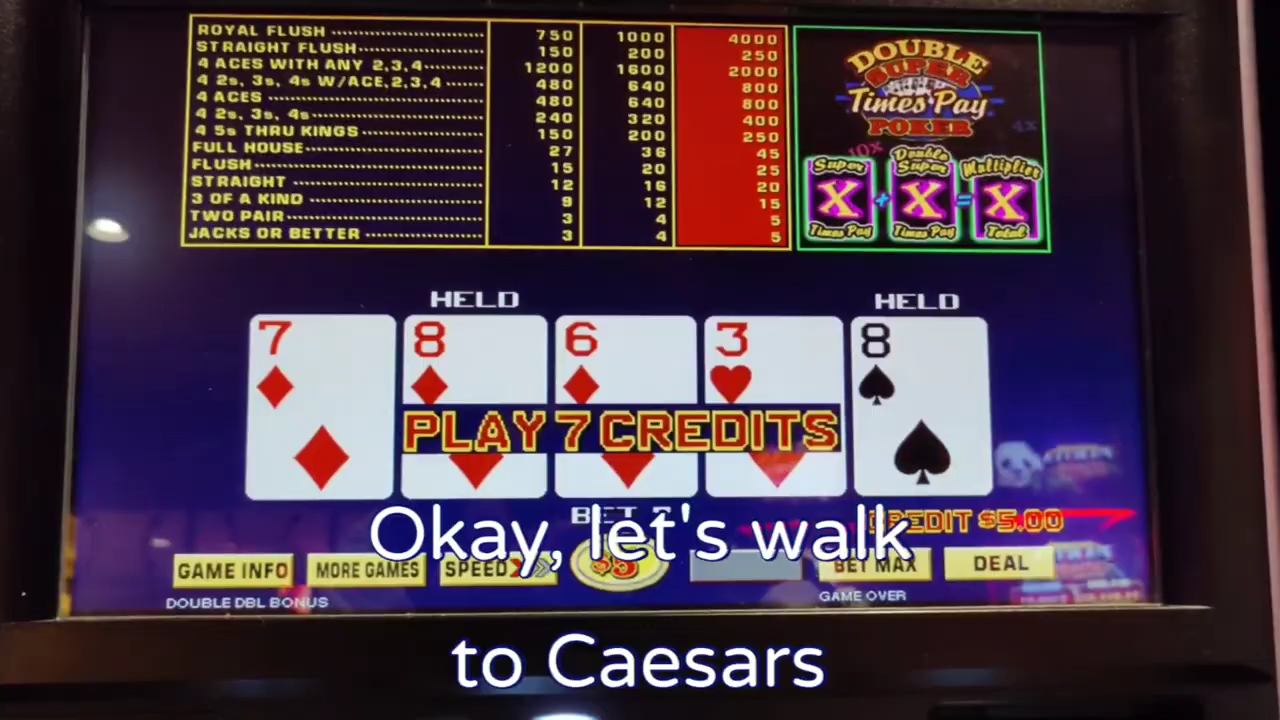 ROYAL FLUSH 750 1000 4000
STRAIGHT FLUSH 150 200 250
4 ACES WITH ANY 2,3,4 1200 1600 2000
4 2s, 3s, 4s W/ACE,2,3,4 480 640 800
4 ACES 480 640 800
4 2s, 3s, 4s 240 320 400
4 5s THRU KINGS 150 200 250
FULL HOUSE 27 36 45
FLUSH 15 20 25
STRAIGHT 12 16 20
3 OF A KIND 9 12 15
TWO PAIR 3 4 5
JACKS OR BETTER 3 4 5
DOUBLE
SUPER
Times Pay
POKER
10x 4x
Super Double Super Multiplier
X + X = X
Times Pay Times Pay Total
HELD HELD
7 8 6 3 8
PLAY 7 CREDITS
BET
CREDIT $5.00
Okay, let's walk
GAME INFO MORE GAMES SPEED $5 BET MAX DEAL
DOUBLE DBL BONUS GAME OVER
to Caesars